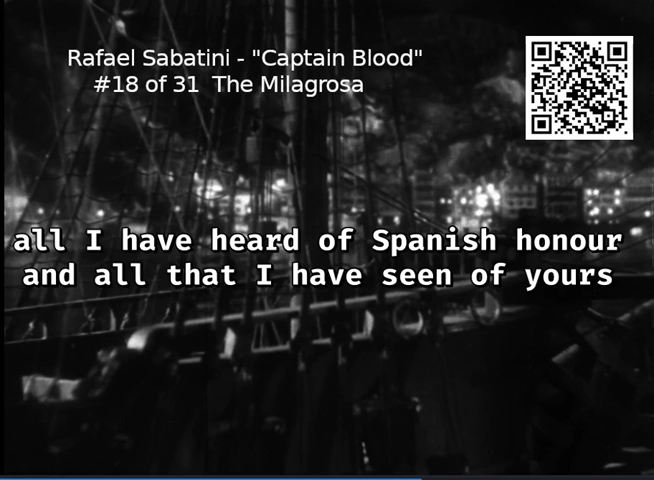 Rafael Sabatini - "Captain Blood"
#18 of 31  The Milagrosa
all I have heard of Spanish honour
and all that I have seen of yours